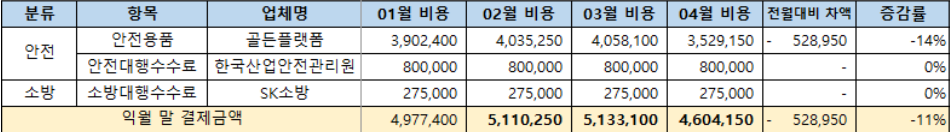 분류 항목 업체명 01월 비용 02월 비용 03월 비용 04월 비용 전월대비 차액 증감률
안전 안전용품 골든플랫폼 3,902,400 4,035,250 4,058,100 3,529,150 - 528,950 -14%
안전대행수수료 한국산업안전관리원 800,000 800,000 800,000 800,000 - 0%
소방 소방대행수수료 SK소방 275,000 275,000 275,000 275,000 - 0%
익월 말 결제금액 4,977,400 5,110,250 5,133,100 4,604,150 - 528,950 -11%